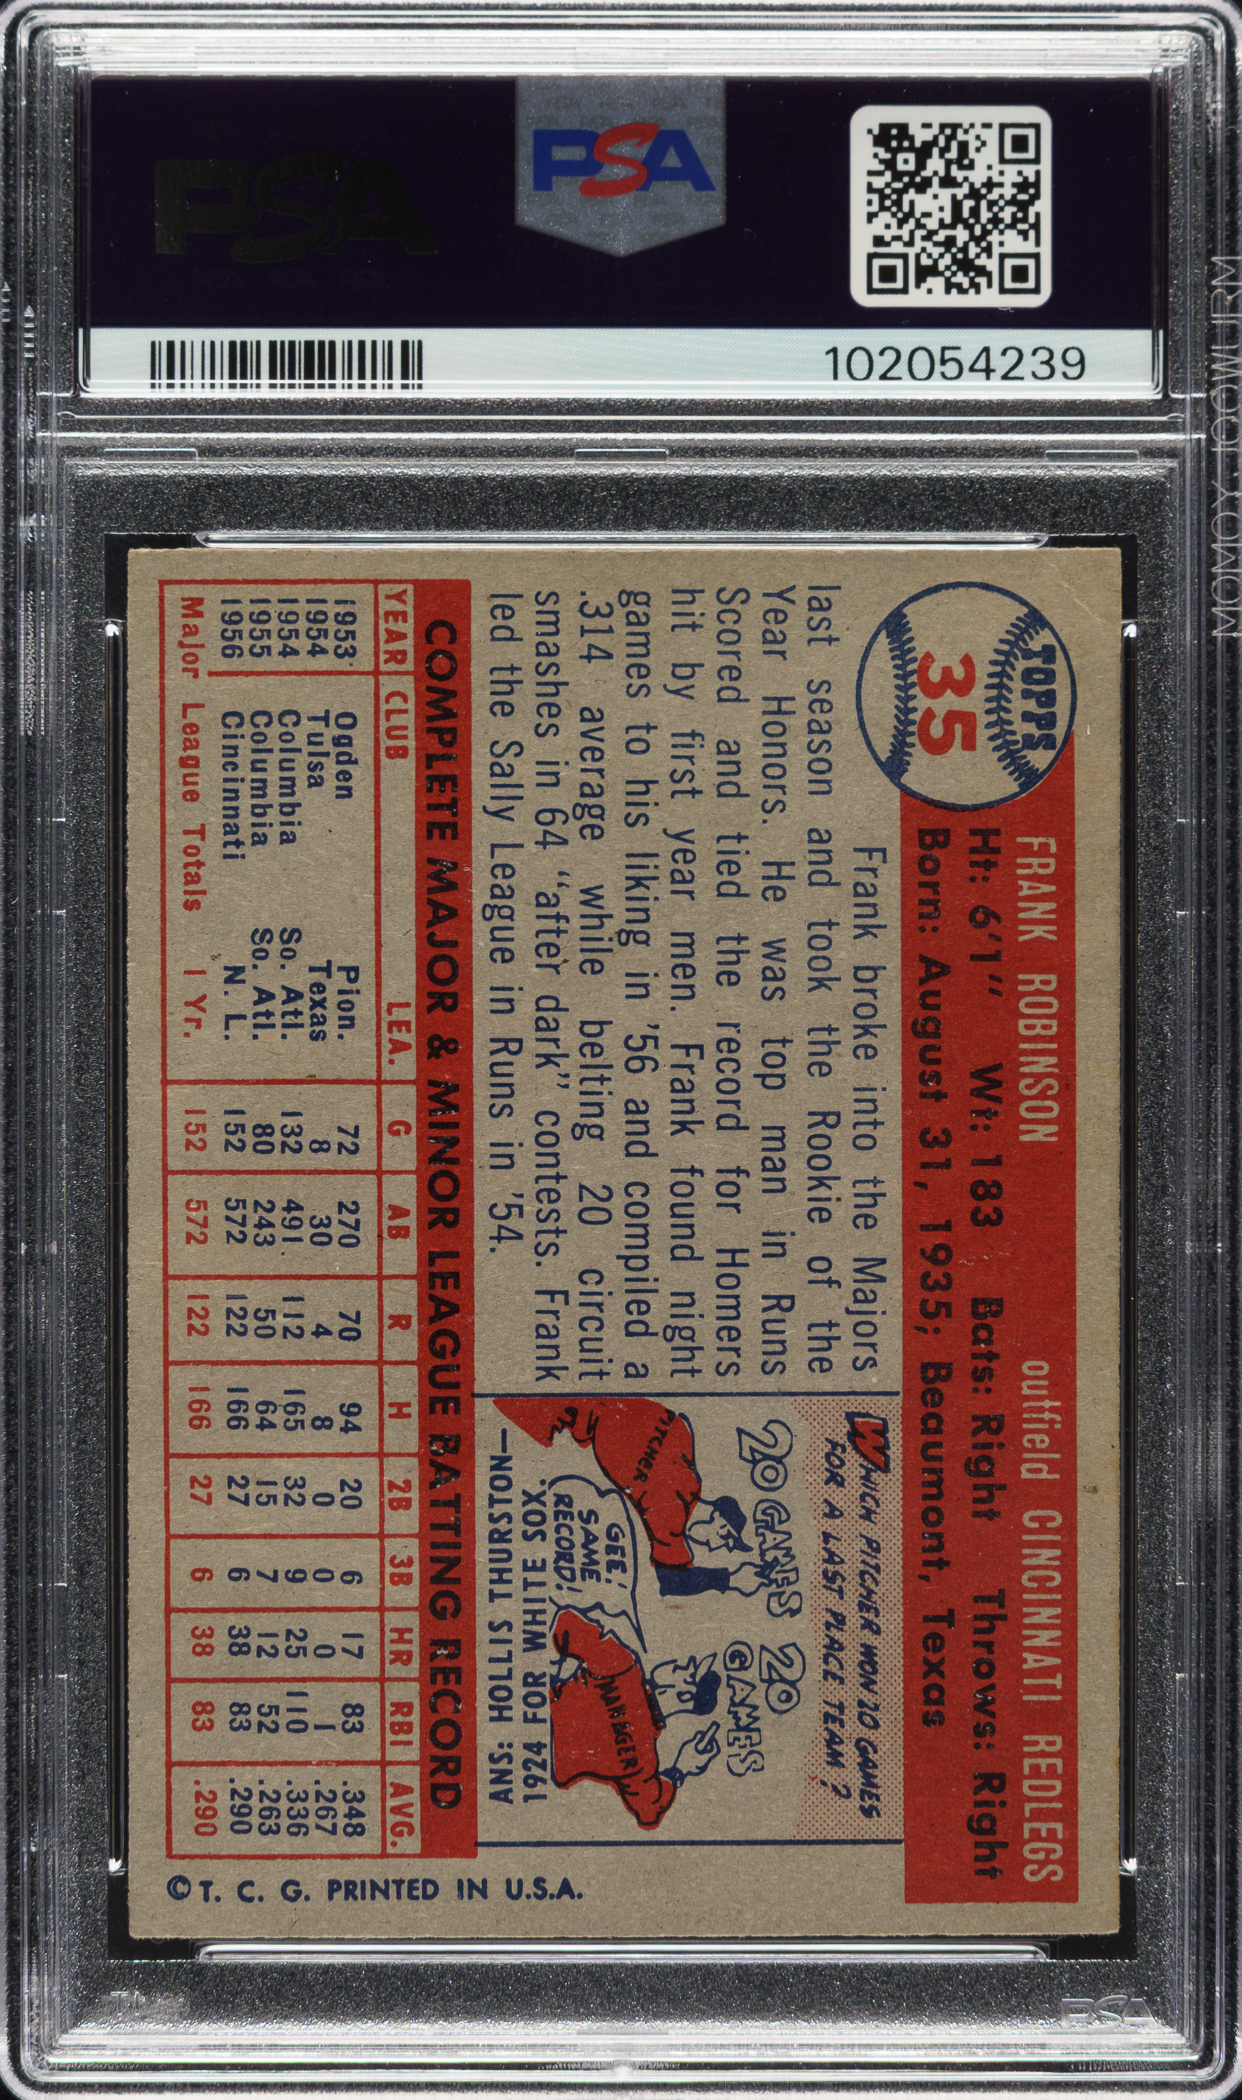 PSA
PSA
102054239
TOPPS
35
FRANK ROBINSON outfield CINCINNATI REDLEGS
Ht: 6'1" Wt: 183 Bats: Right Throws: Right
Born: August 31, 1935; Beaumont, Texas
Frank broke into the Majors
last season and took the Rookie of the
Year Honors. He was top man in Runs
Scored and tied the record for Homers
hit by first year men. Frank found night
games to his liking in '56 and compiled a
.314 average while belting 20 circuit
smashes in 64 “after dark” contests. Frank
led the Sally League in Runs in '54.
WHICH PITCHER WON 20 GAMES
FOR A LAST PLACE TEAM?
20 GAMES
20 GAMES
PITCHER
GEE!
SAME
RECORD!
MANAGER
ANS: HOLLIS THURSTON—
1924 FOR WHITE SOX.
COMPLETE MAJOR & MINOR LEAGUE BATTING RECORD
YEAR CLUB LEA. G AB R H 2B 3B HR RBI AVG.
1953 Ogden Pion. 72 270 70 94 20 6 17 83 .348
1954 Tulsa Texas 8 30 4 8 0 0 0 1 .267
1954 Columbia So. Atl. 132 491 112 165 32 9 25 110 .336
1955 Columbia So. Atl. 80 243 50 64 15 7 12 52 .263
1956 Cincinnati N. L. 152 572 122 166 27 6 38 83 .290
Major League Totals 1 Yr. 152 572 122 166 27 6 38 83 .290
© T. C. G. PRINTED IN U.S.A.
PSA